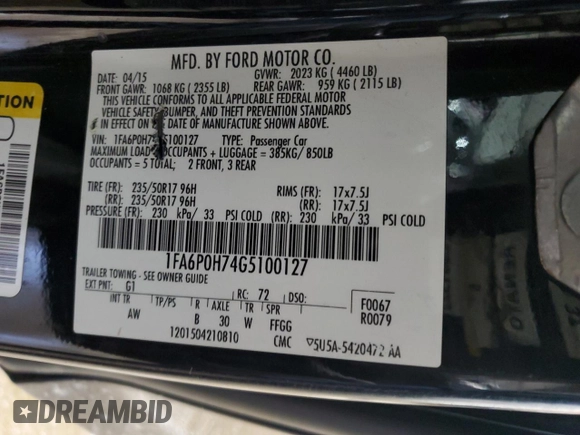 MFD. BY FORD MOTOR CO.
DATE: 04/15 GVWR: 2023 KG ( 4460 LB)
FRONT GAWR: 1068 KG ( 2355 LB) REAR GAWR: 959 KG ( 2115 LB)
THIS VEHICLE CONFORMS TO ALL APPLICABLE FEDERAL MOTOR
VEHICLE SAFETY, BUMPER, AND THEFT PREVENTION STANDARDS
IN EFFECT ON THE DATE OF MANUFACTURE SHOWN ABOVE.
VIN: 1FA6P0H74G5100127 TYPE: Passenger Car
MAXIMUM LOAD= OCCUPANTS + LUGGAGE = 385KG/ 850LB
OCCUPANTS = 5 TOTAL; 2 FRONT, 3 REAR
TIRE (FR): 235/50R17 96H RIMS (FR): 17x7.5J
(RR): 235/50R17 96H (RR): 17x7.5J
PRESSURE (FR): 230 kPa/ 33 PSI COLD (RR): 230 kPa/ 33 PSI COLD
1FA6P0H74G5100127
TRAILER TOWING - SEE OWNER GUIDE
EXT PNT: G1 RC: 72 DSO: F0067
INT TR TP/PS R AXLE TR SPR R0079
AW B 30 W FFGG
120150421081O CMC 5U5A-5420472-AA
DREAMBID